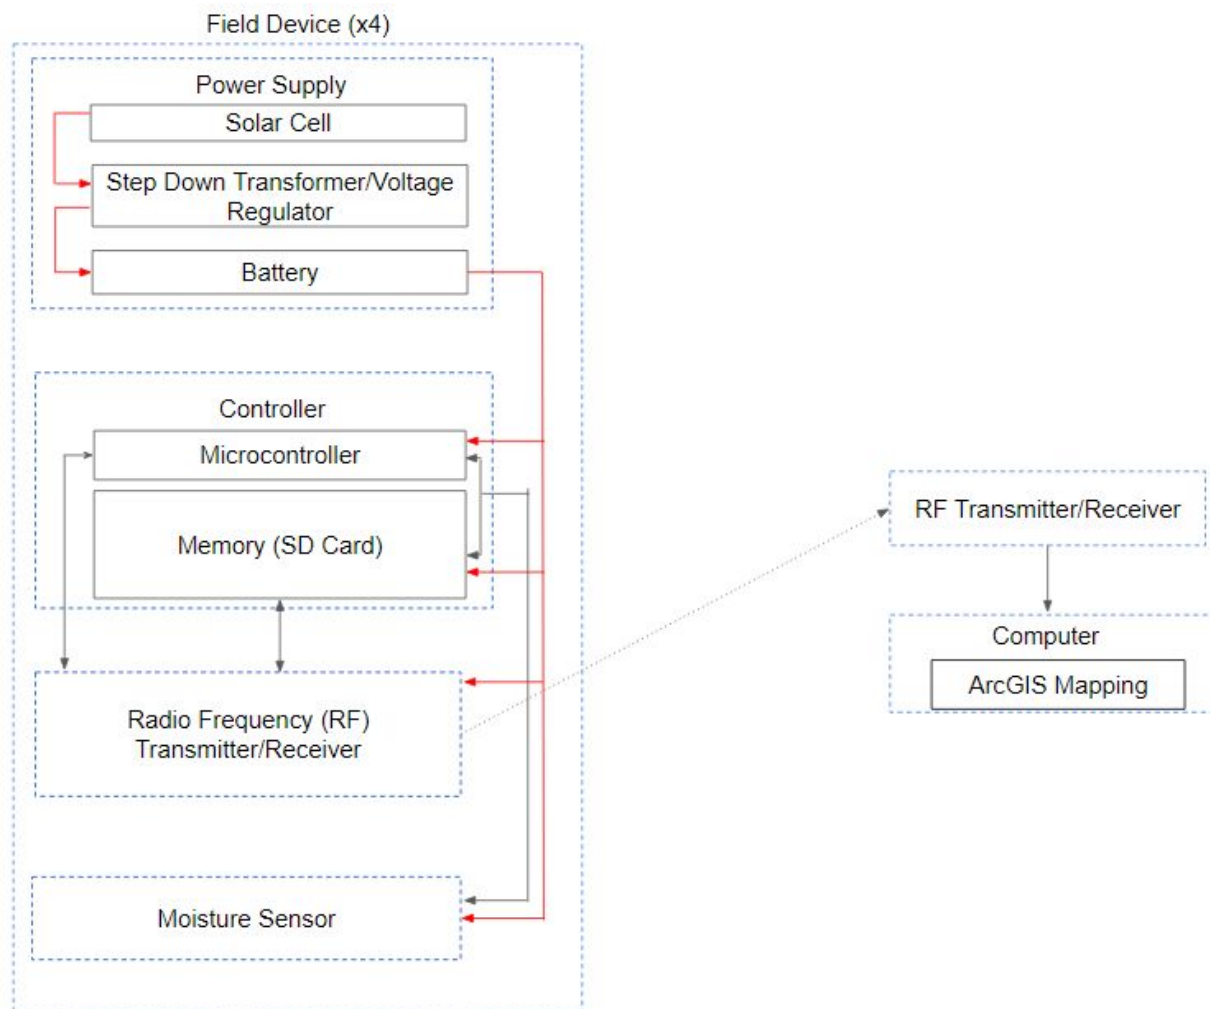 Field Device (x4)
Power Supply
Solar Cell
Step Down Transformer/Voltage
Regulator
Battery
Controller
Microcontroller
Memory (SD Card)
Radio Frequency (RF)
Transmitter/Receiver
Moisture Sensor
RF Transmitter/Receiver
Computer
ArcGIS Mapping